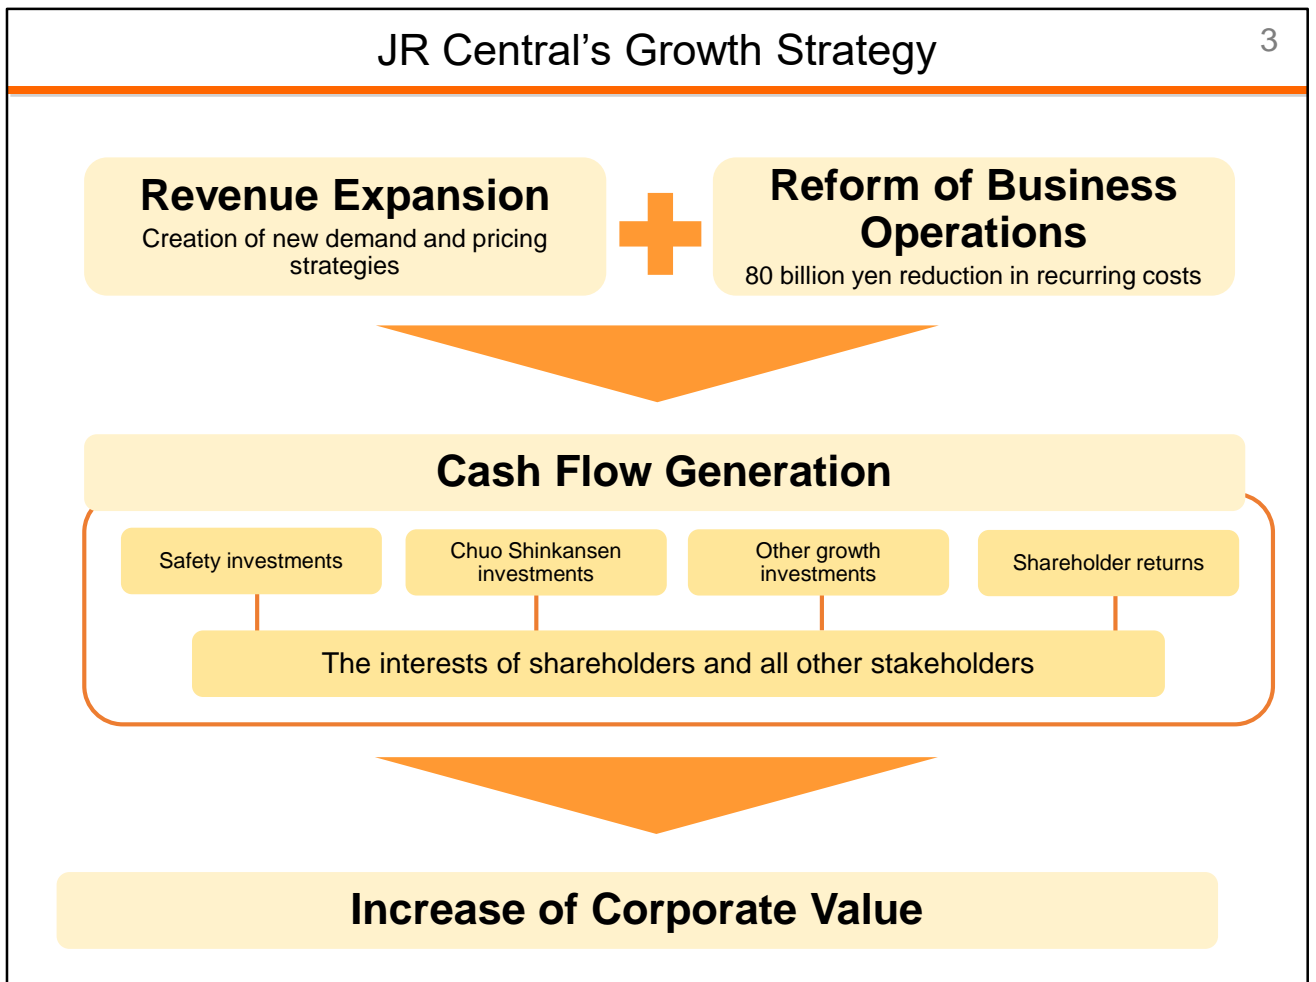 JR Central’s Growth Strategy
3
Revenue Expansion
Creation of new demand and pricing
strategies
Reform of Business
Operations
80 billion yen reduction in recurring costs
Cash Flow Generation
Safety investments
Chuo Shinkansen
investments
Other growth
investments
Shareholder returns
The interests of shareholders and all other stakeholders
Increase of Corporate Value